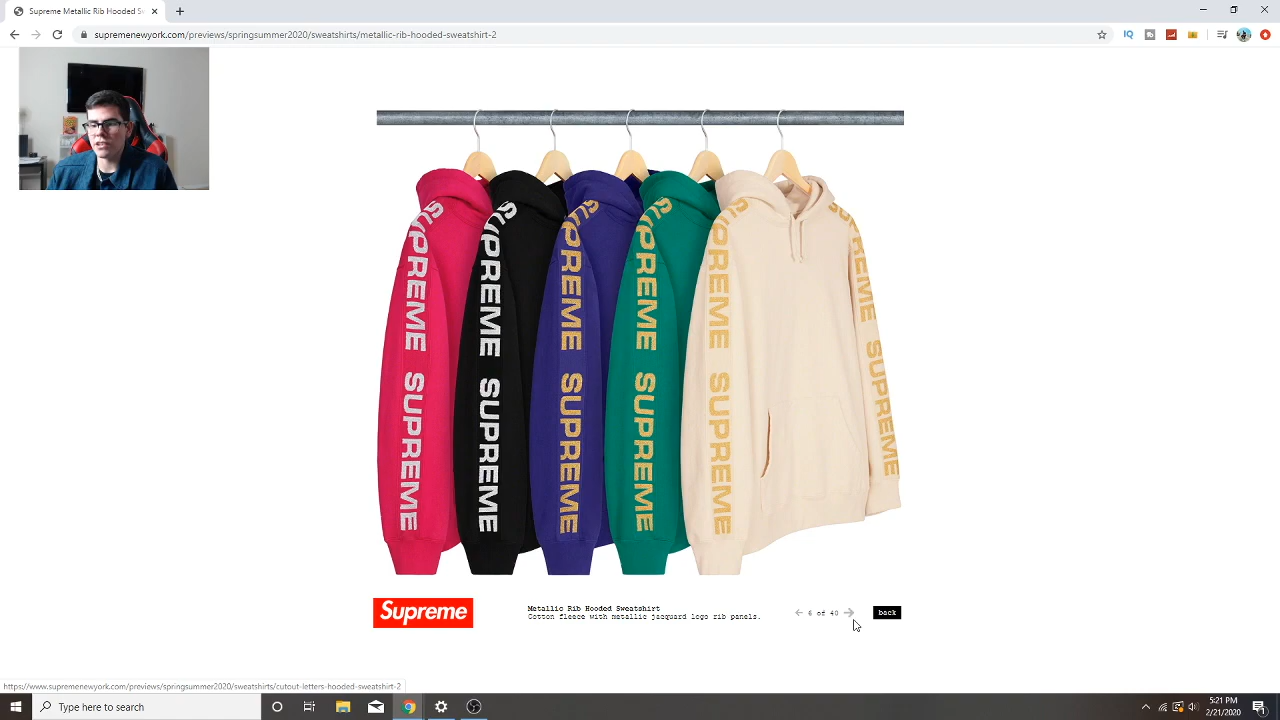 Supreme Metallic Rib Hooded S
supremenewyork.com/previews/springsummer2020/sweatshirts/metallic-rib-hooded-sweatshirt-2
IQ
SUPREME SUPREME
SUPREME SUPREME
SUPREME SUPREME
SUPREME SUPREME
SUPREME SUPREME
SUPREME SUPREME
Supreme
Metallic Rib Hooded Sweatshirt
Cotton fleece with metallic jacquard logo rib panels.
6 of 40
back
https://www.supremenewyork.com/previews/springsummer2020/sweatshirts/cutout-letters-hooded-sweatshirt-2
Type here to search
5:21 PM
2/21/2020